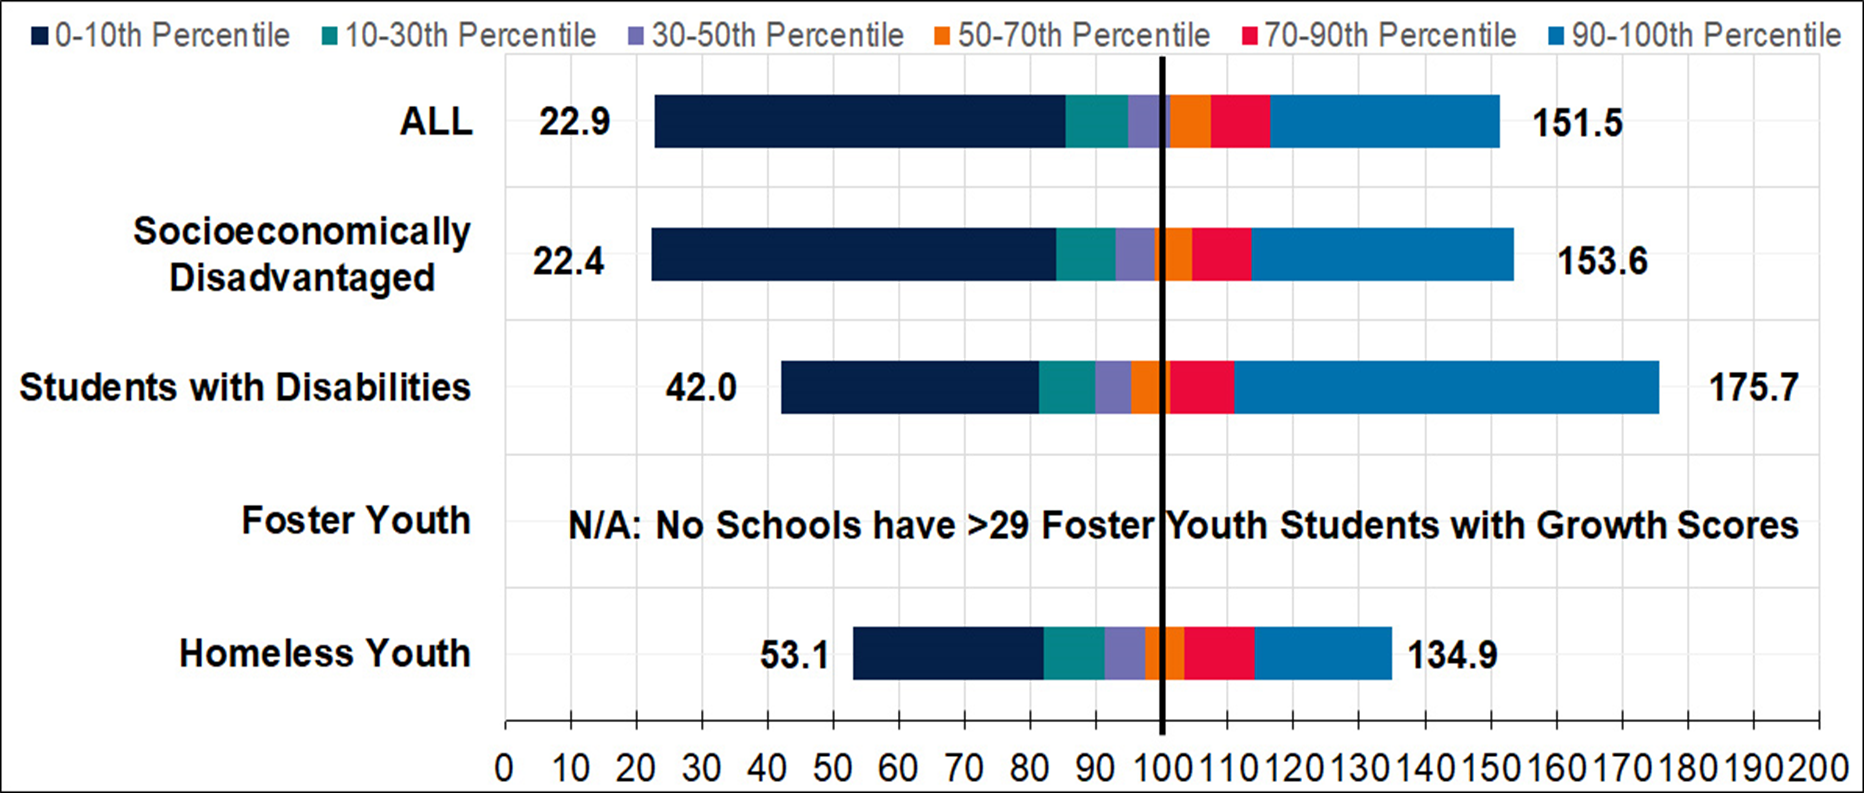 0-10th Percentile 10-30th Percentile 30-50th Percentile 50-70th Percentile 70-90th Percentile 90-100th Percentile
ALL 22.9 151.5
Socioeconomically
Disadvantaged 22.4 153.6
Students with Disabilities 42.0 175.7
Foster Youth N/A: No Schools have >29 Foster Youth Students with Growth Scores
Homeless Youth 53.1 134.9
0 10 20 30 40 50 60 70 80 90 100 110 120 130 140 150 160 170 180 190 200